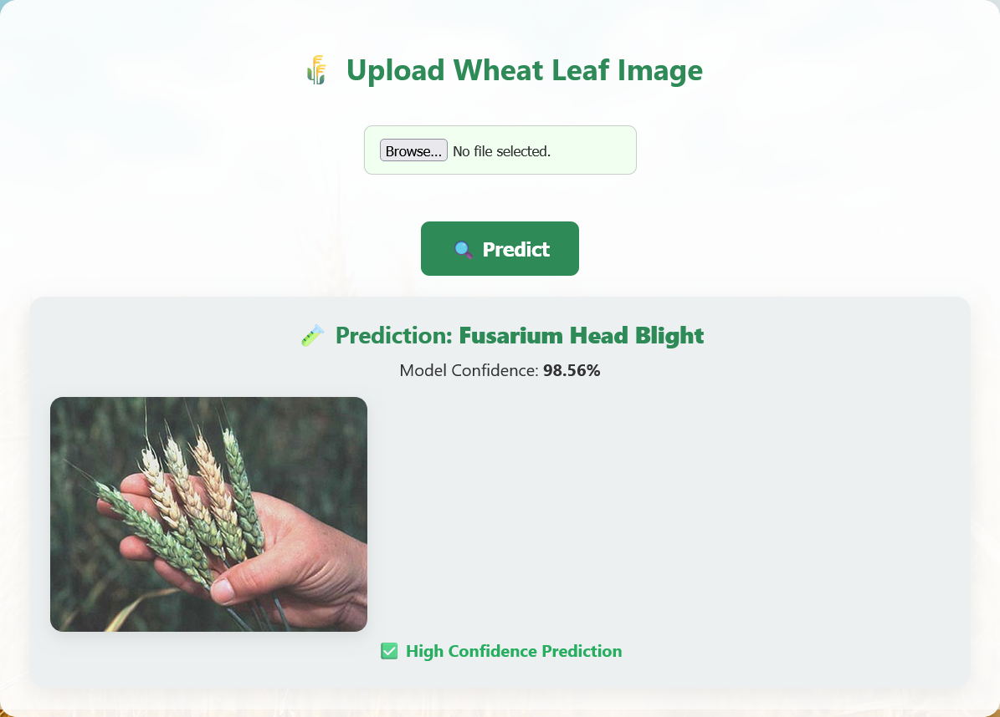 Upload Wheat Leaf Image
Browse... No file selected.
Predict
Prediction: Fusarium Head Blight
Model Confidence: 98.56%
High Confidence Prediction